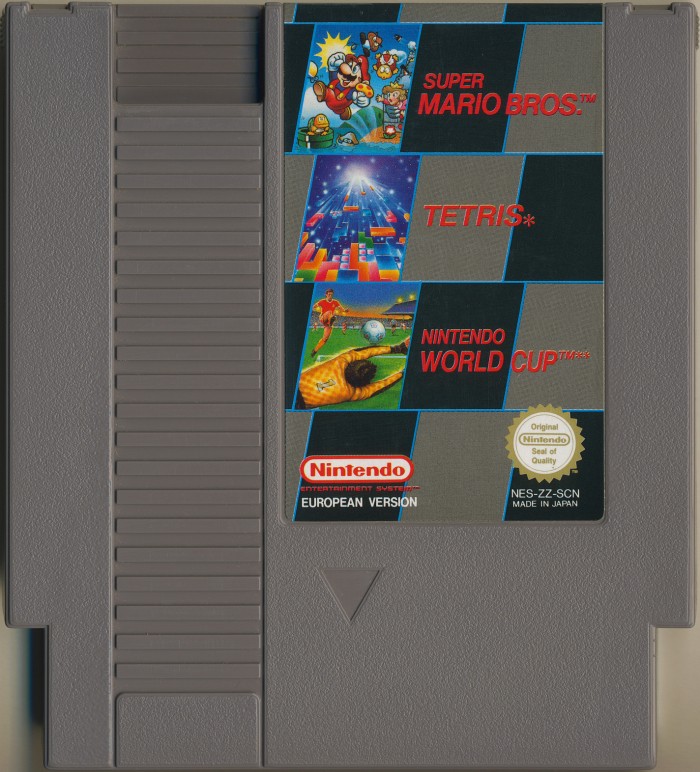 SUPER
MARIO BROS.™
TETRIS*
NINTENDO
WORLD CUP™**
Original
Nintendo
Seal of
Quality
Nintendo
ENTERTAINMENT SYSTEM™
EUROPEAN VERSION
NES-ZZ-SCN
MADE IN JAPAN